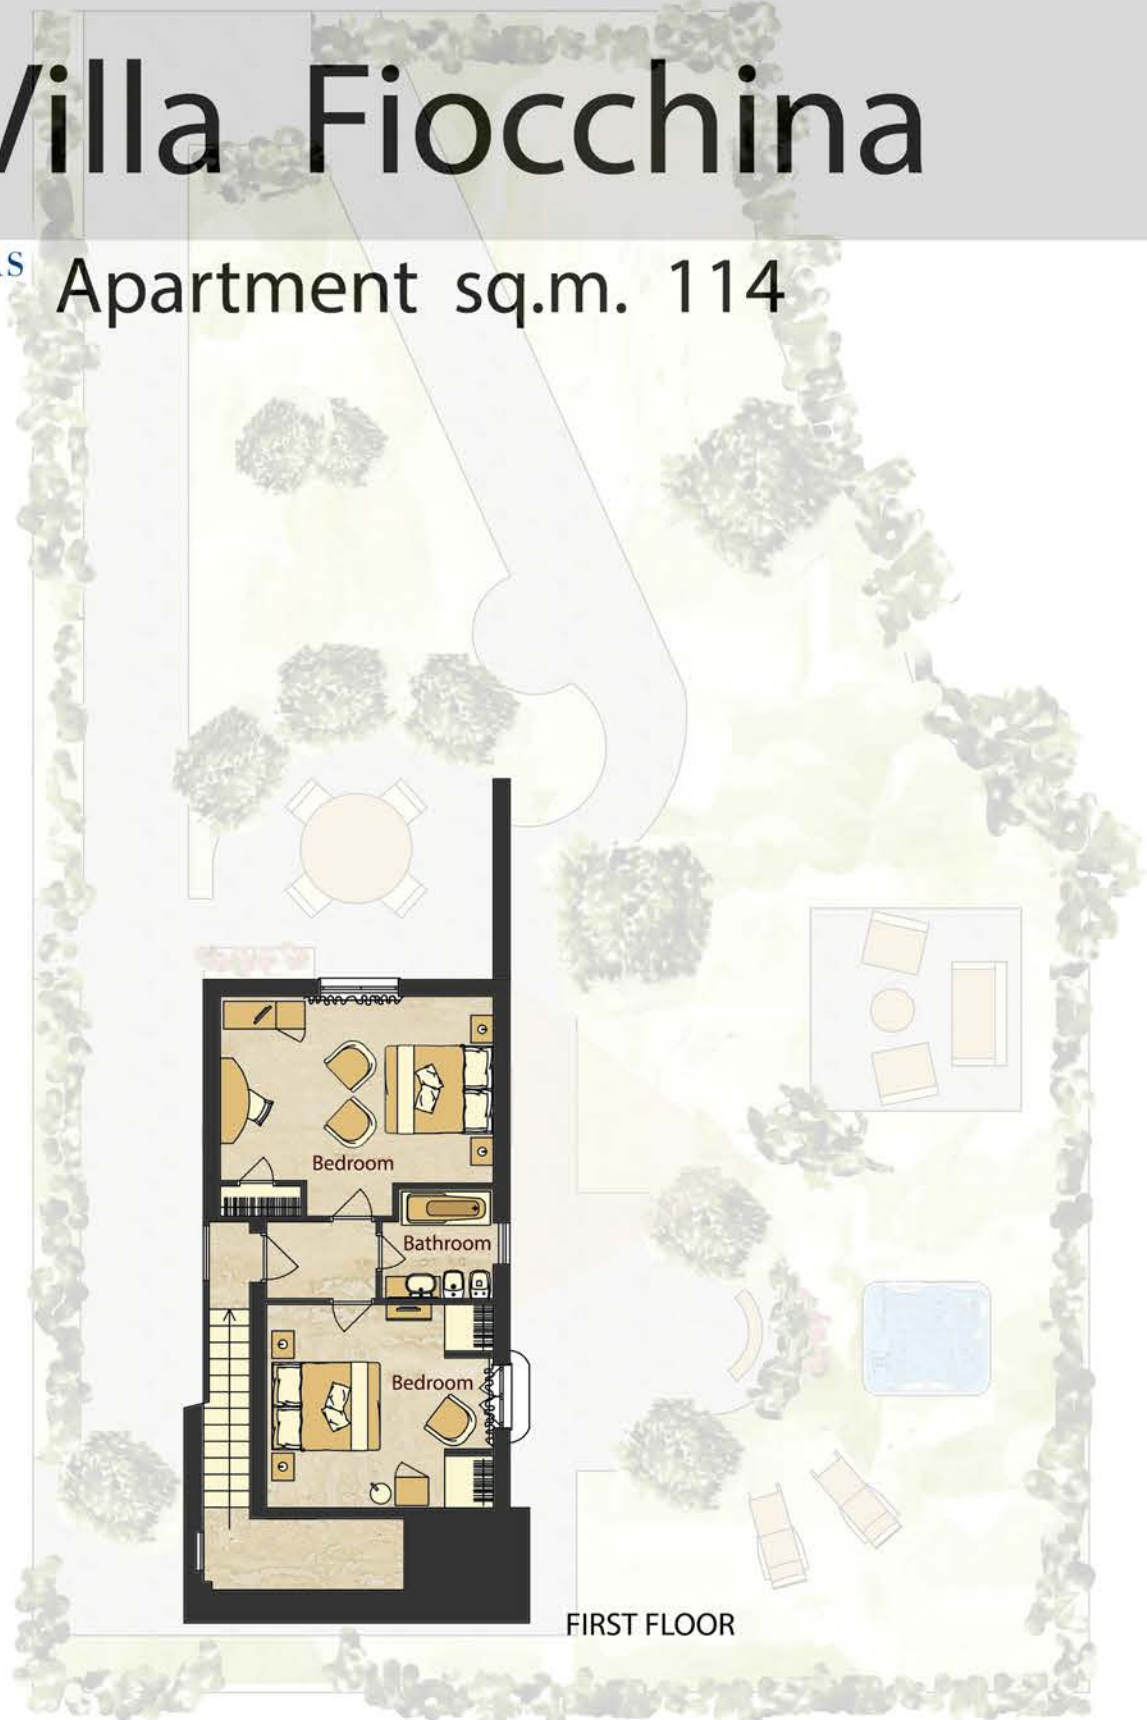 Villa Fiocchina
Apartment sq.m. 114
Bedroom
Bathroom
Bedroom
FIRST FLOOR